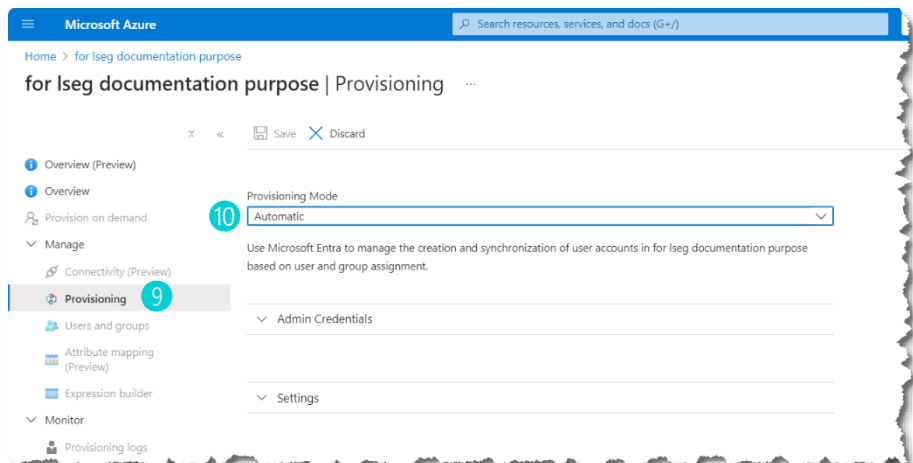 Microsoft Azure
Search resources, services, and docs (G+/)
Home > for lseg documentation purpose
for lseg documentation purpose | Provisioning ...
Save Discard
Overview (Preview)
Overview
Provision on demand
Manage
Connectivity (Preview)
Provisioning 9
Users and groups
Attribute mapping
(Preview)
Expression builder
Monitor
Provisioning logs
Provisioning Mode
10 Automatic
Use Microsoft Entra to manage the creation and synchronization of user accounts in for lseg documentation purpose
based on user and group assignment.
Admin Credentials
Settings